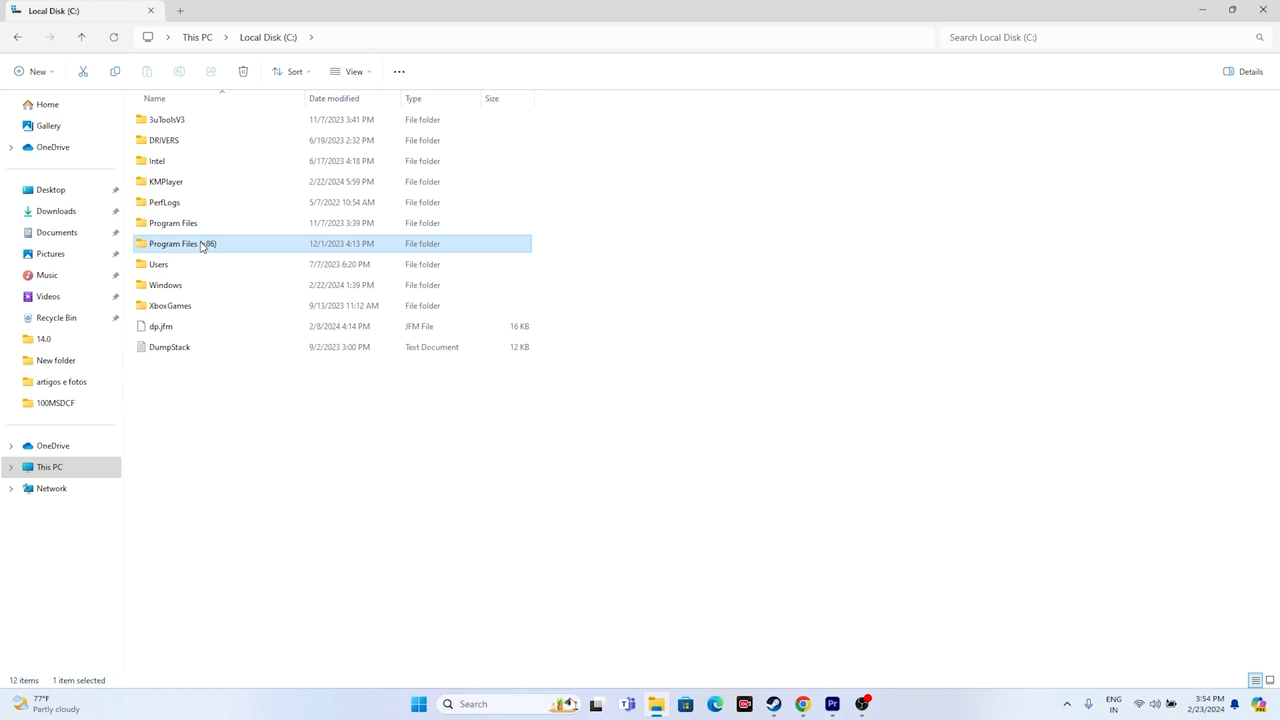 Local Disk (C:)
This PC > Local Disk (C:) >
Search Local Disk (C:)
New
Sort
View
Details
Name
Date modified
Type
Size
Home
Gallery
OneDrive
Desktop
Downloads
Documents
Pictures
Music
Videos
Recycle Bin
14.0
New folder
artigos e fotos
100MSDCF
OneDrive
This PC
Network
3uToolsV3 11/7/2023 3:41 PM File folder
DRIVERS 6/19/2023 2:32 PM File folder
Intel 6/17/2023 4:18 PM File folder
KMPlayer 2/22/2024 5:59 PM File folder
PerfLogs 5/7/2022 10:54 AM File folder
Program Files 11/7/2023 3:39 PM File folder
Program Files (x86) 12/1/2023 4:13 PM File folder
Users 7/7/2023 6:20 PM File folder
Windows 2/22/2024 1:39 PM File folder
XboxGames 9/13/2023 11:12 AM File folder
dp.jfm 2/8/2024 4:14 PM JFM File 16 KB
DumpStack 9/2/2023 3:00 PM Text Document 12 KB
12 items 1 item selected
77°F
Partly cloudy
Search
Pr
ENG
IN
3:54 PM
2/23/2024